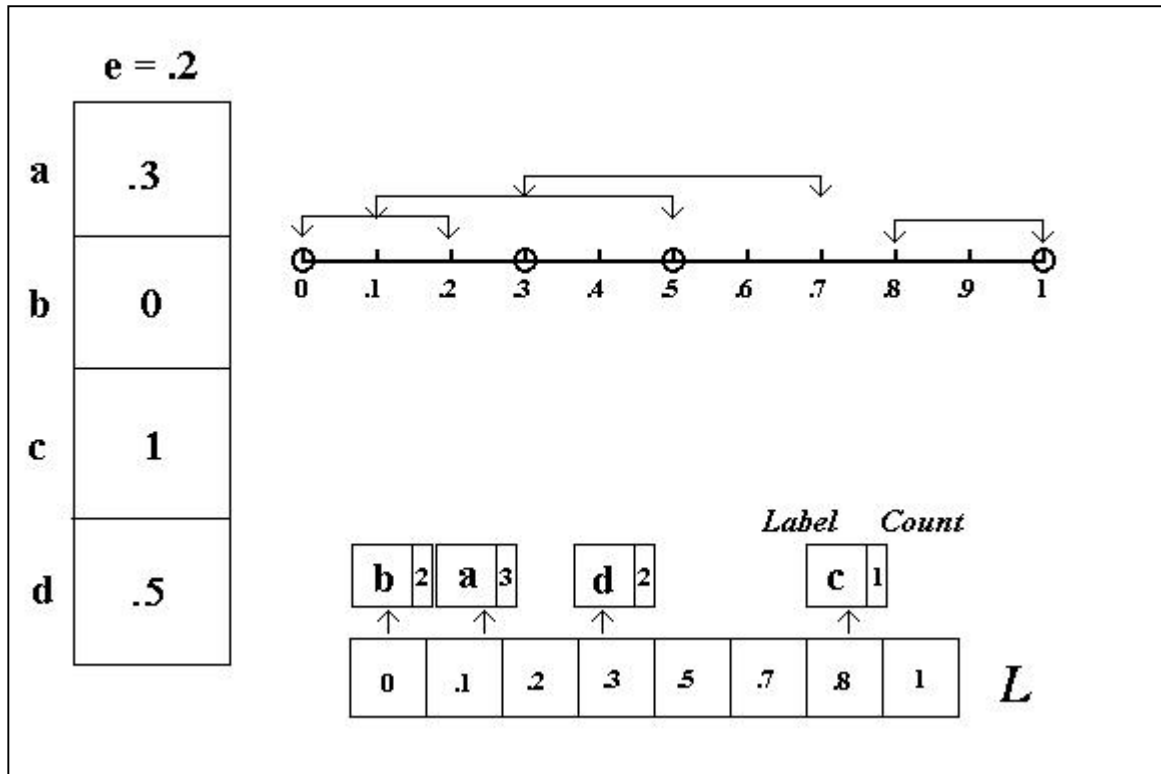 e = .2
a .3
b 0
c 1
d .5
0 .1 .2 .3 .4 .5 .6 .7 .8 .9 1
Label Count
b 2 a 3 d 2 c 1
0 .1 .2 .3 .5 .7 .8 1 L